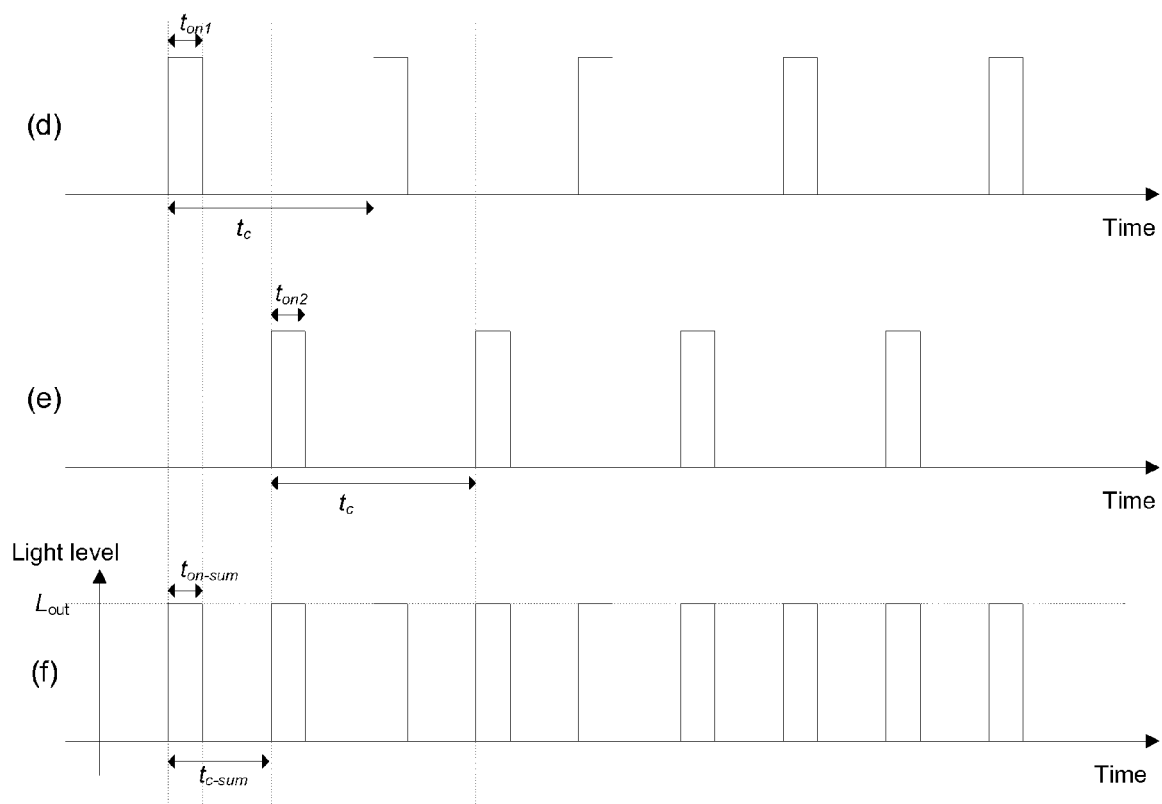 t_on1
(d)
t_c
Time
t_on2
(e)
t_c
Time
Light level
t_on-sum
L_out
(f)
t_c-sum
Time